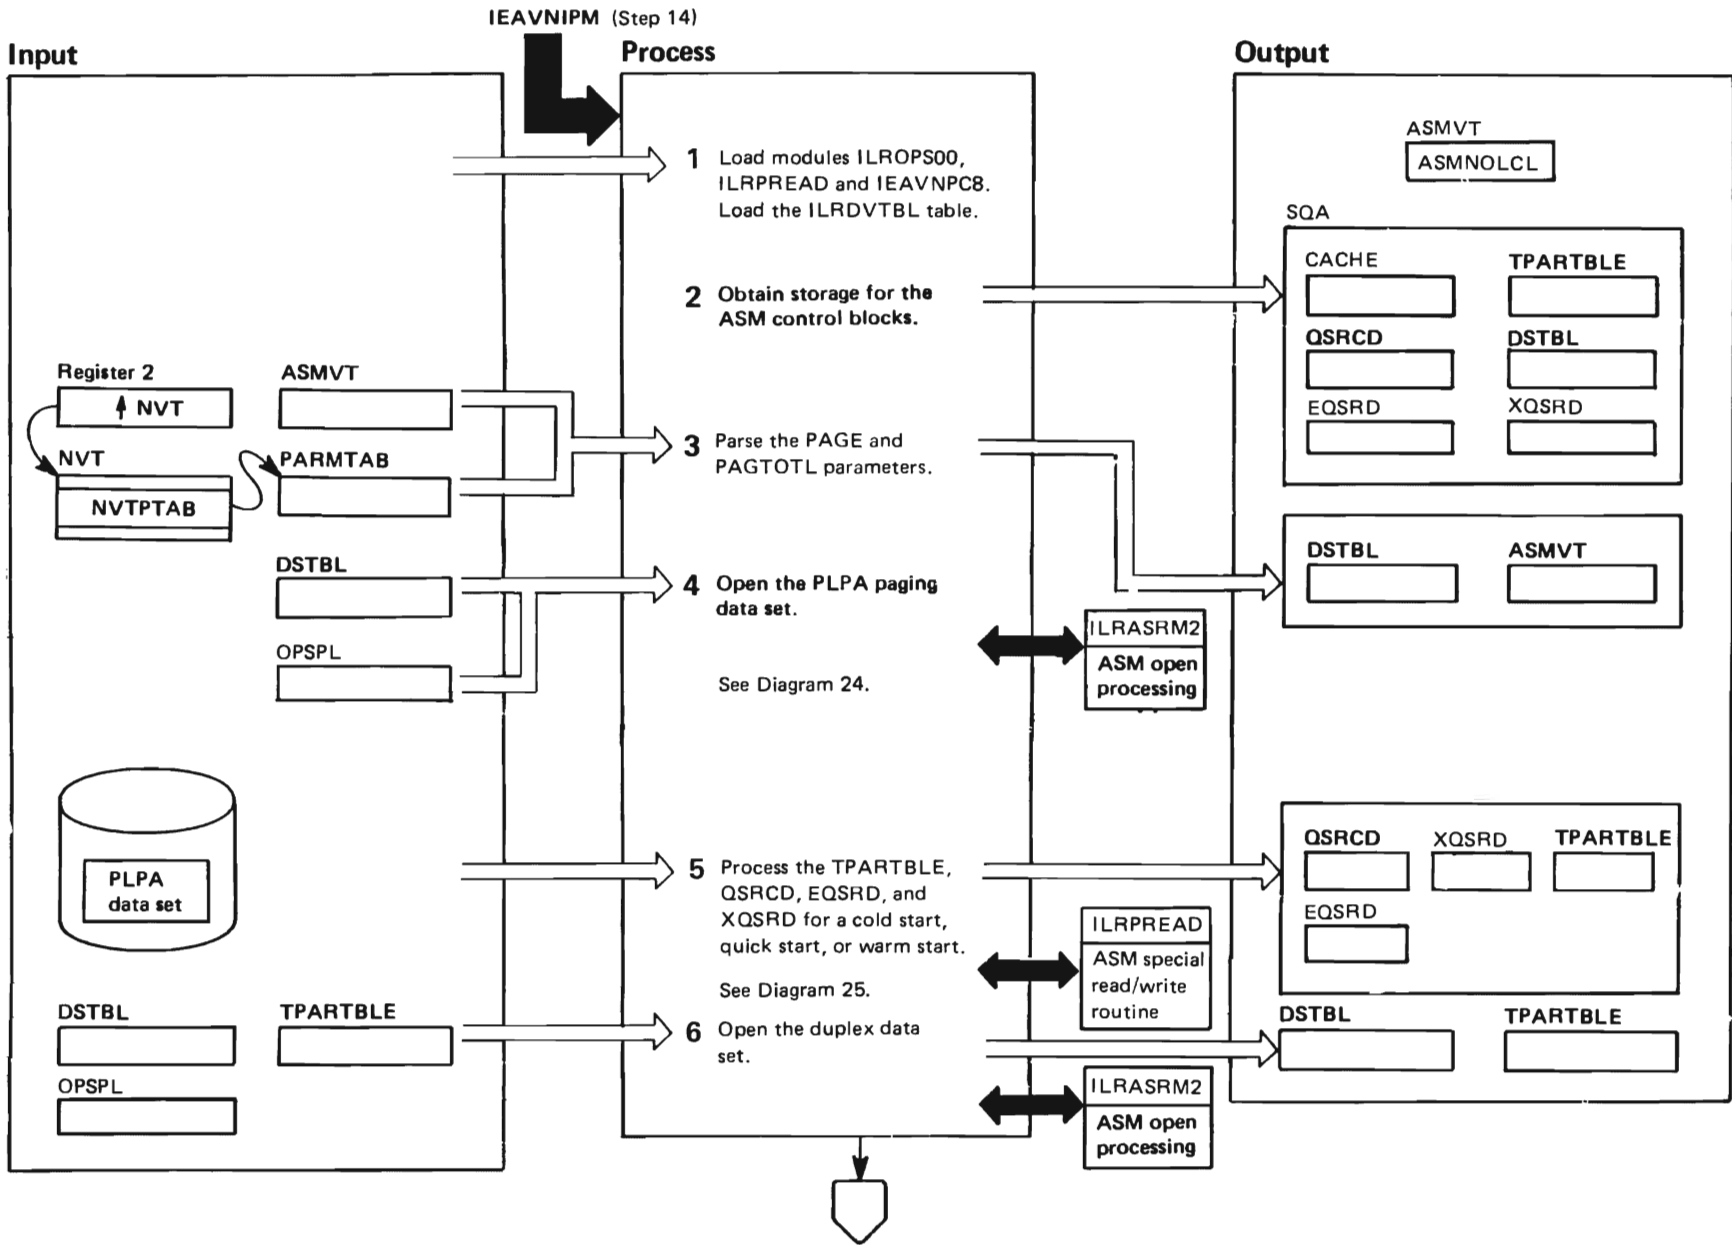 IEAVNIPM (Step 14)
Input
Process
Output
1 Load modules ILROPS00,
ILRPREAD and IEAVNPC8.
Load the ILRDVTBL table.
ASMVT
ASMNOLCL
SQA
CACHE
TPARTBLE
2 Obtain storage for the
ASM control blocks.
QSRCD
DSTBL
EQSRD
XQSRD
Register 2
NVT
ASMVT
NVT
NVTPTAB
PARMTAB
3 Parse the PAGE and
PAGTOTL parameters.
DSTBL
ASMVT
DSTBL
OPSPL
4 Open the PLPA paging
data set.
See Diagram 24.
ILRASRM2
ASM open
processing
PLPA
data set
5 Process the TPARTBLE,
QSRCD, EQSRD, and
XQSRD for a cold start,
quick start, or warm start.
See Diagram 25.
QSRCD
XQSRD
TPARTBLE
EQSRD
ILRPREAD
ASM special
read/write
routine
DSTBL
TPARTBLE
OPSPL
6 Open the duplex data
set.
DSTBL
TPARTBLE
ILRASRM2
ASM open
processing